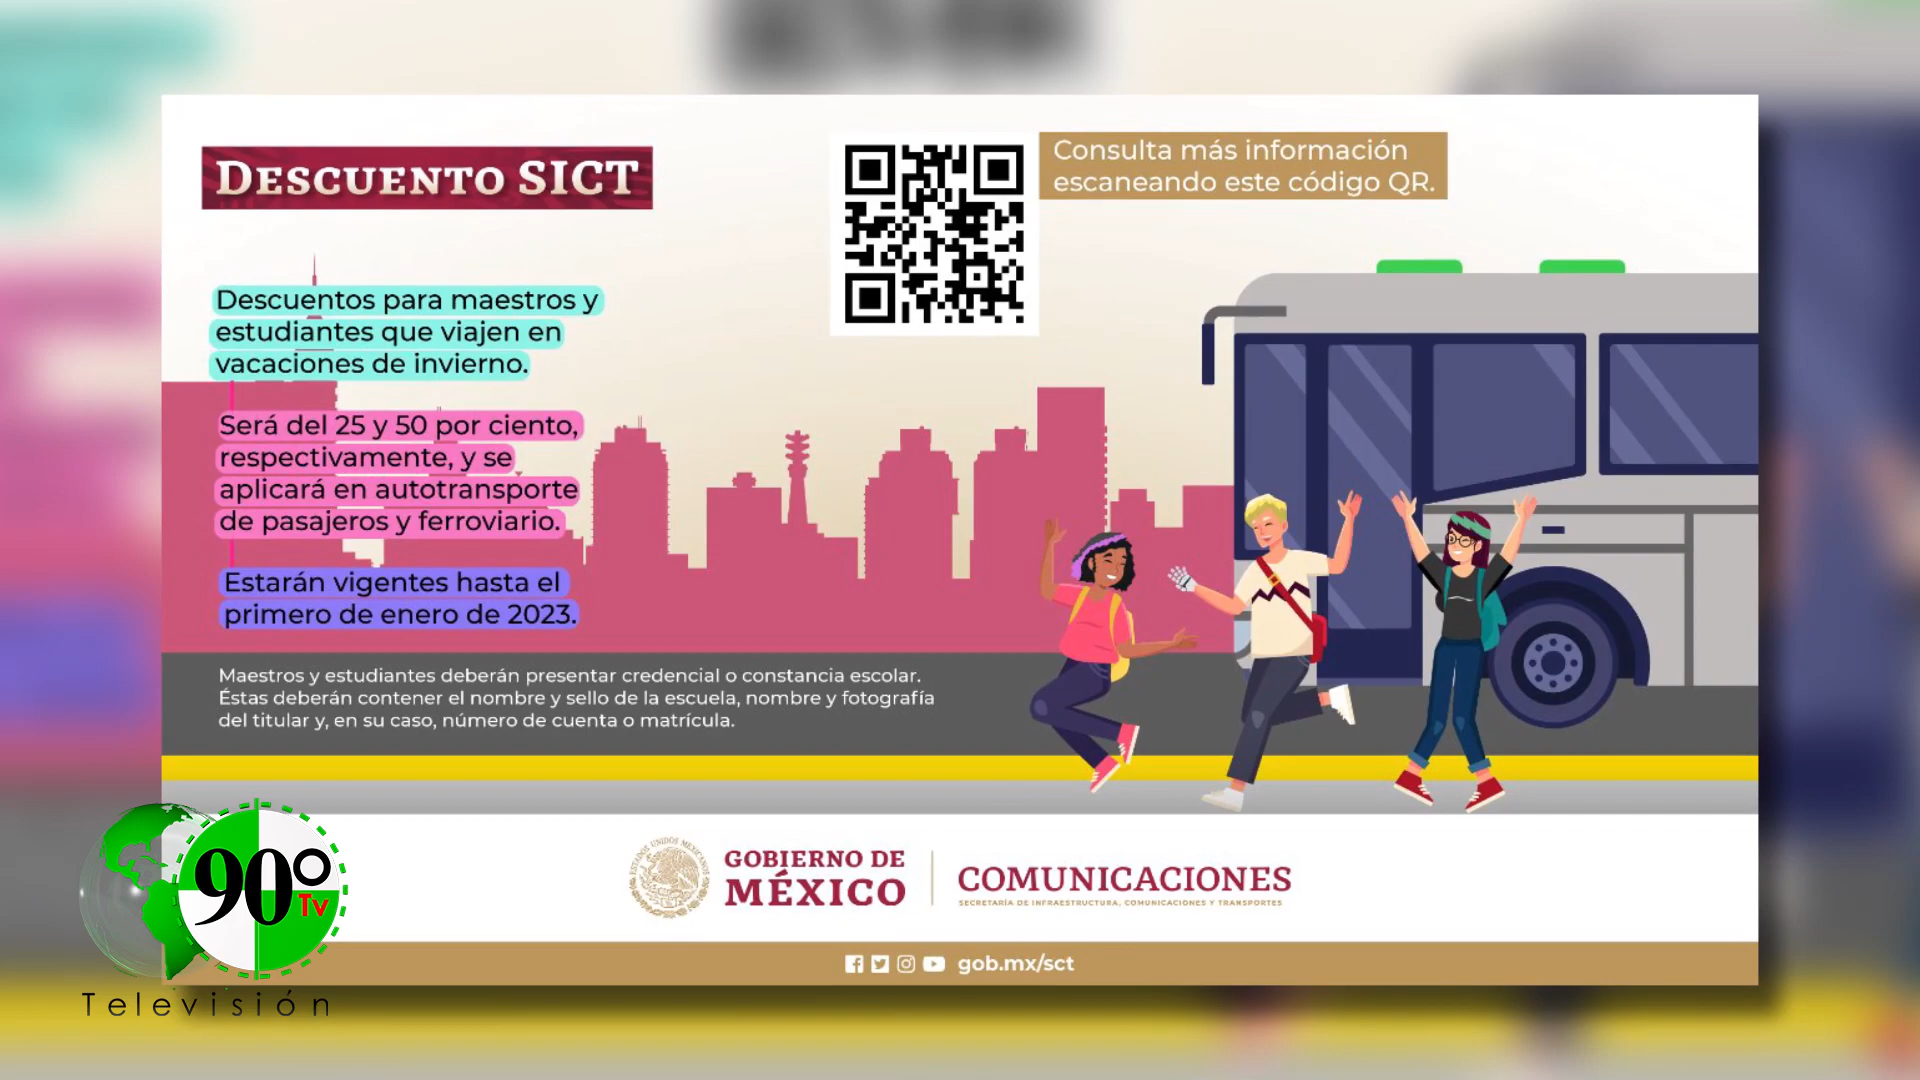 DESCUENTO SICT
Consulta más información
escaneando este código QR.
Descuentos para maestros y
estudiantes que viajen en
vacaciones de invierno.
Será del 25 y 50 por ciento,
respectivamente, y se
aplicará en autotransporte
de pasajeros y ferroviario.
Estarán vigentes hasta el
primero de enero de 2023.
Maestros y estudiantes deberán presentar credencial o constancia escolar.
Éstas deberán contener el nombre y sello de la escuela, nombre y fotografía
del titular y, en su caso, número de cuenta o matrícula.
90° Tv
Televisión
ESTADOS UNIDOS MEXICANOS
GOBIERNO DE
MÉXICO
COMUNICACIONES
SECRETARÍA DE INFRAESTRUCTURA, COMUNICACIONES Y TRANSPORTES
gob.mx/sct